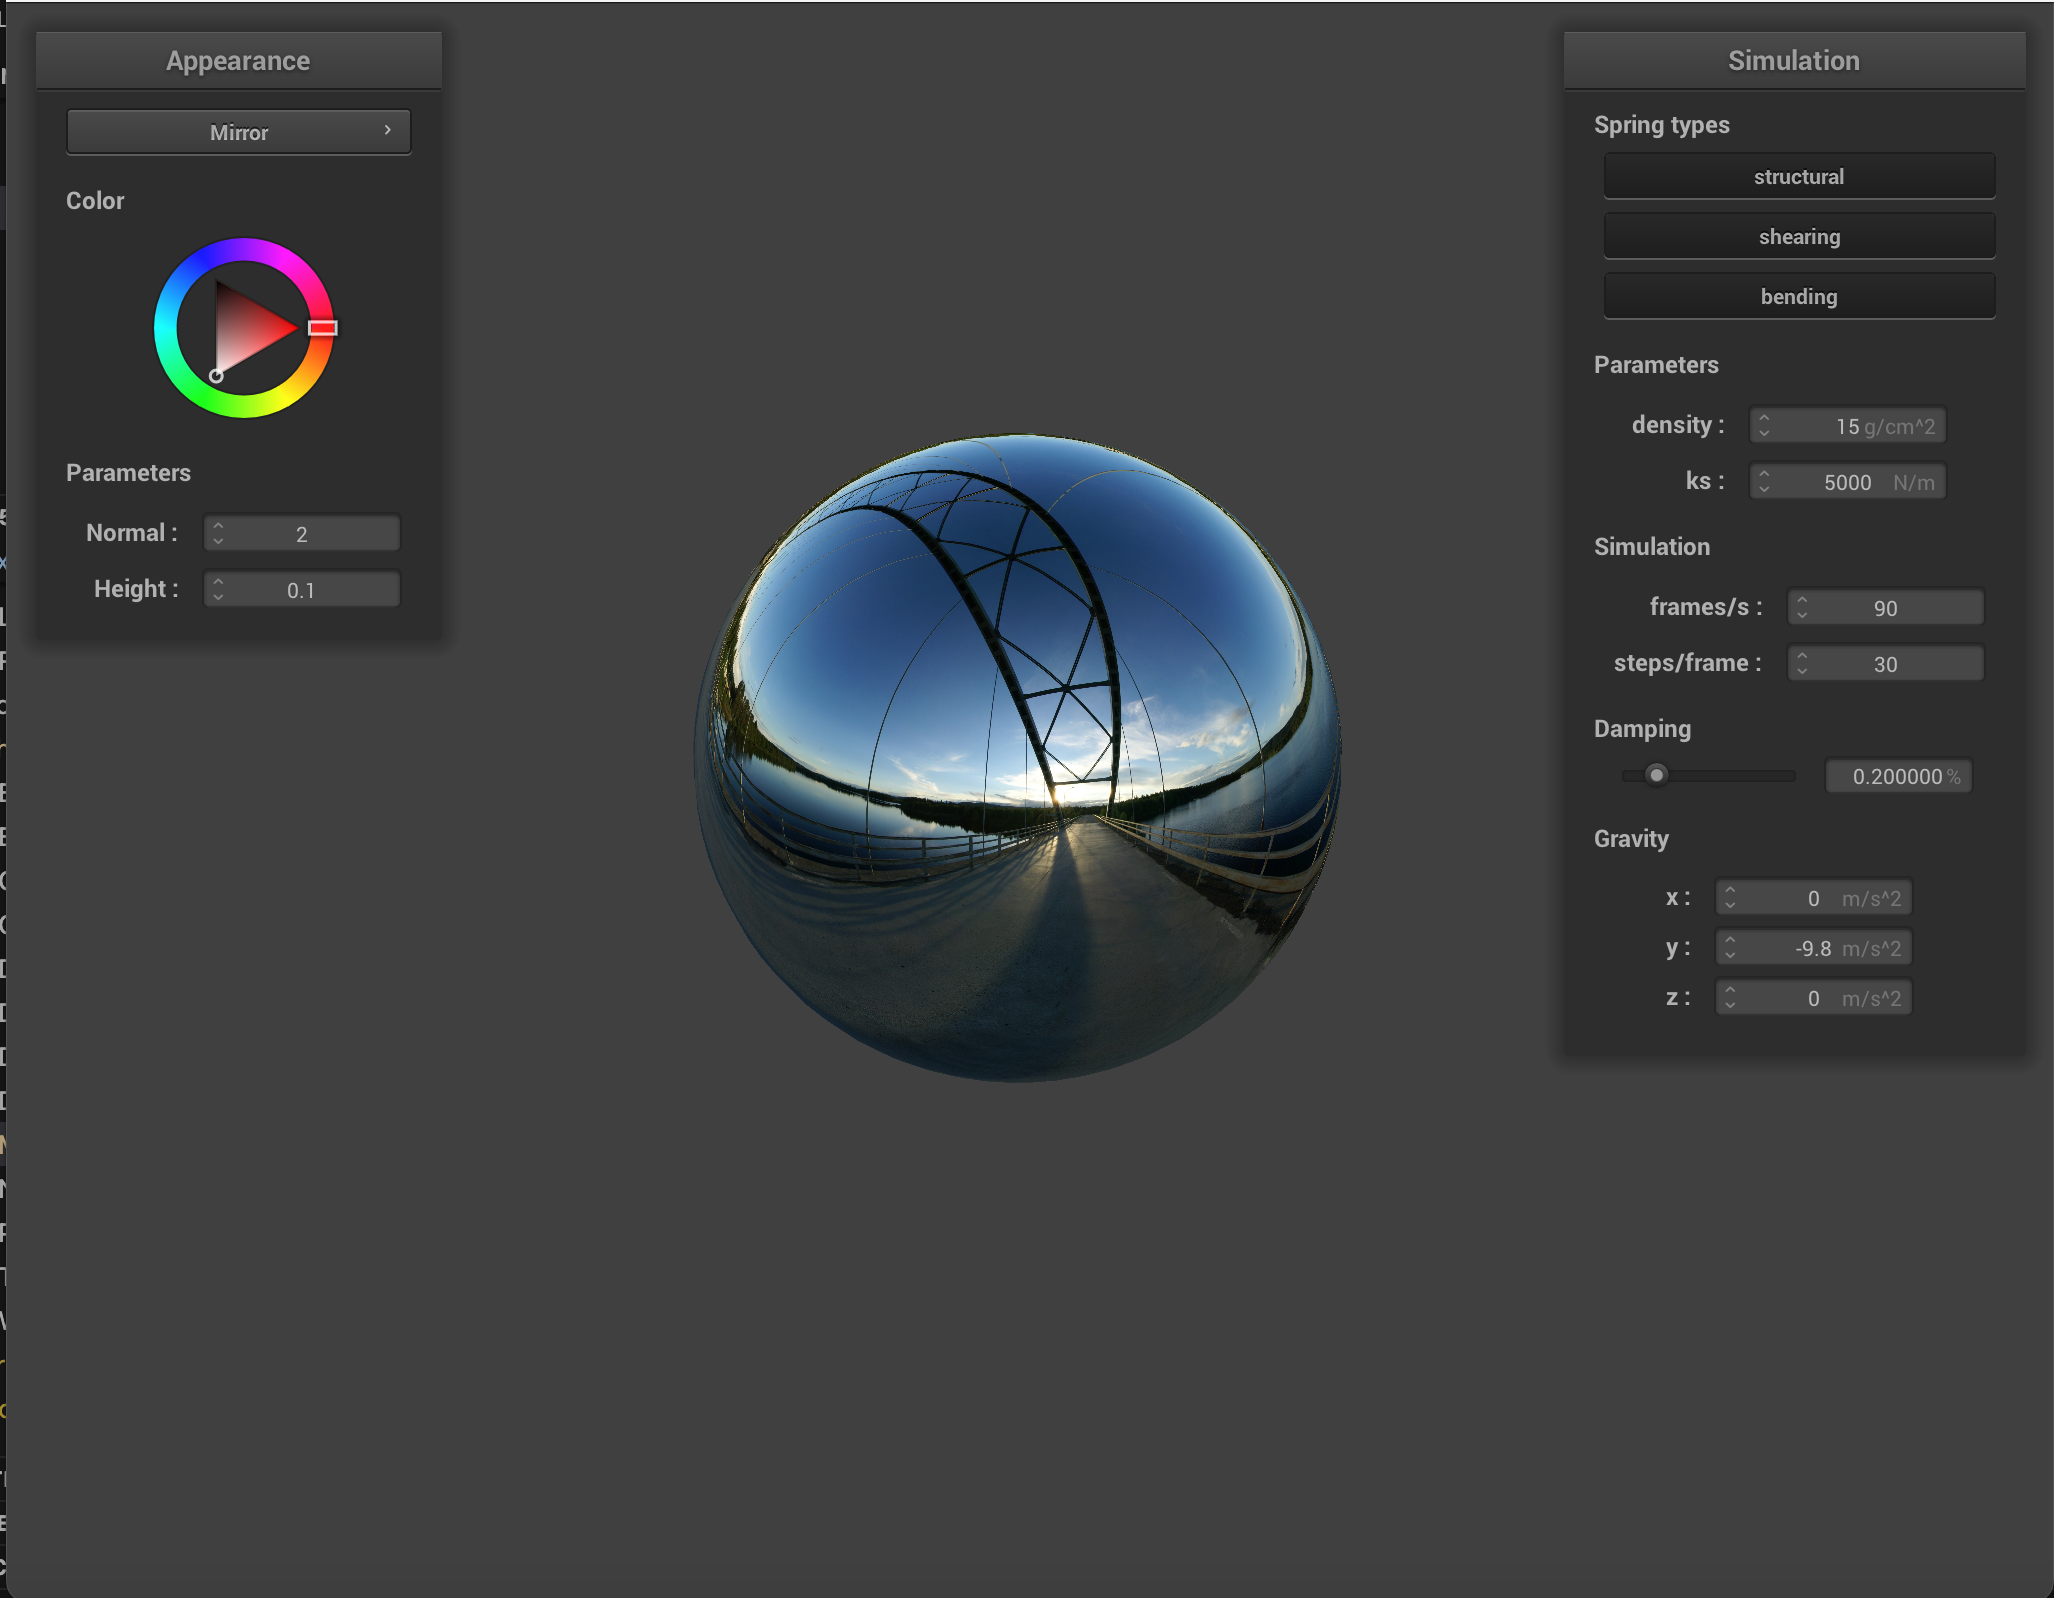 Appearance
Mirror
Color
Parameters
Normal : 2
Height : 0.1
Simulation
Spring types
structural
shearing
bending
Parameters
density : 15 g/cm^2
ks : 5000 N/m
Simulation
frames/s : 90
steps/frame : 30
Damping
0.200000 %
Gravity
x : 0 m/s^2
y : -9.8 m/s^2
z : 0 m/s^2